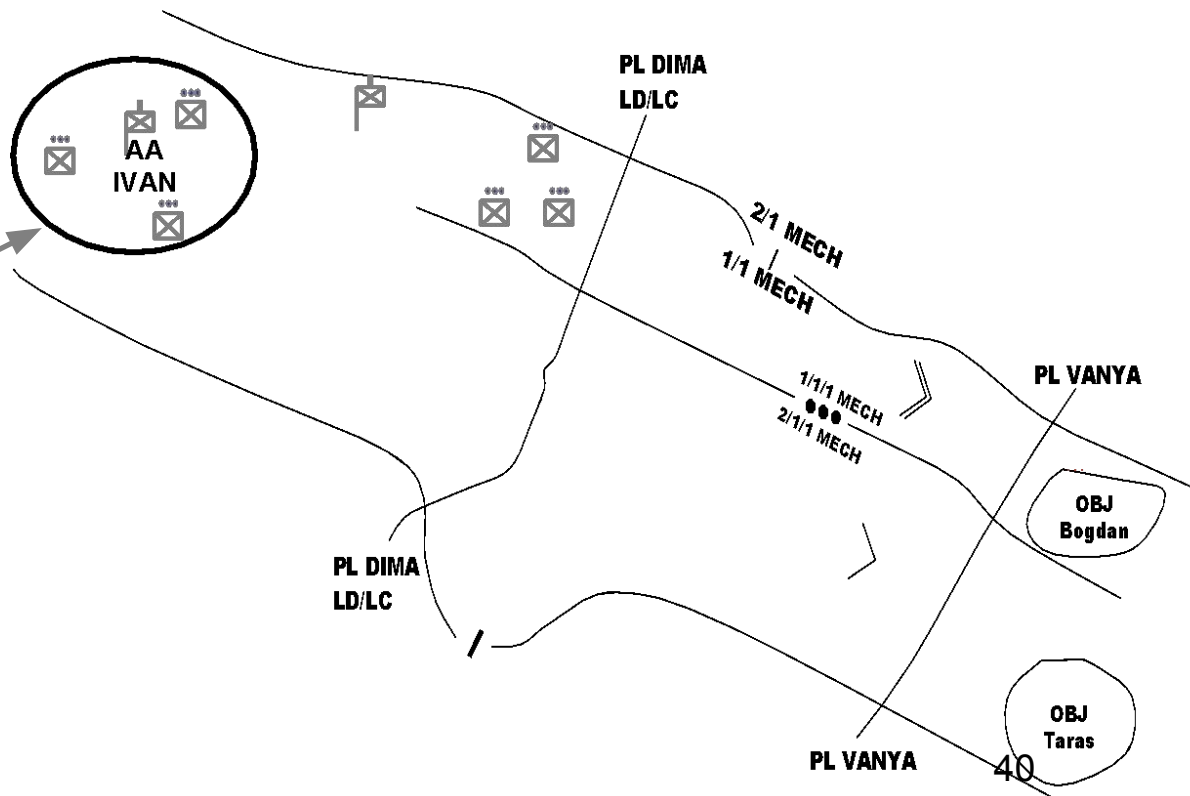 PL DIMA
LD/LC
AA
IVAN
2/1 MECH
1/1 MECH
PL VANYA
1/1/1 MECH
2/1/1 MECH
OBJ
Bogdan
PL DIMA
LD/LC
OBJ
Taras
PL VANYA
40